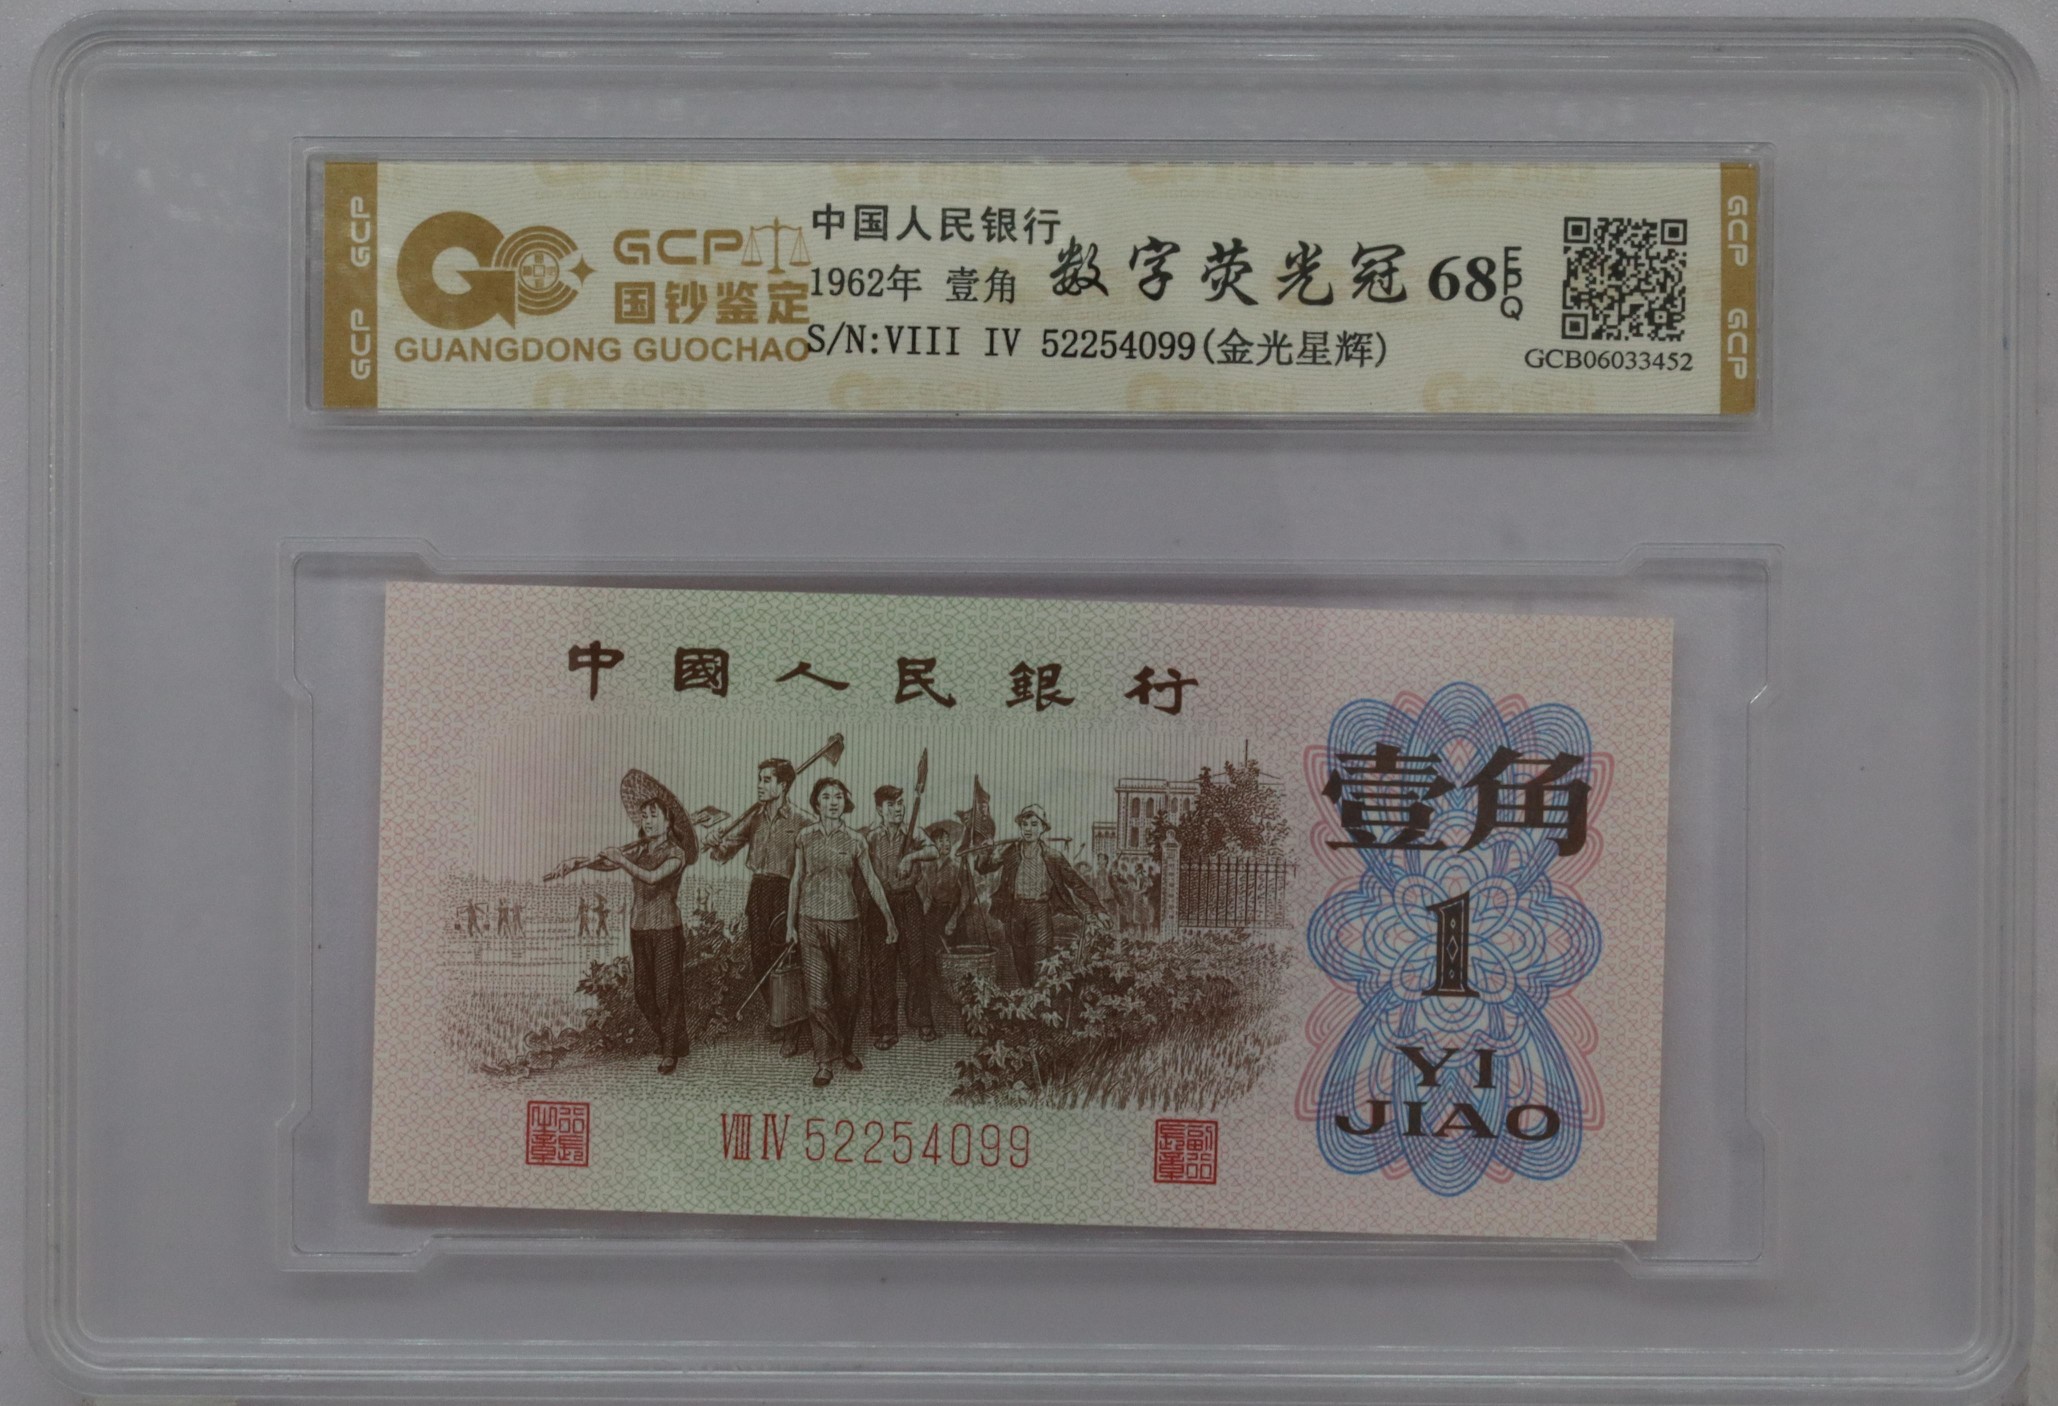 GCP
GCP
GCP
国钞鉴定
GUANGDONG GUOCHAO
中国人民银行
1962年 壹角 数字荧光冠 68 EPQ
S/N:VIII IV 52254099(金光星辉)
GCB06033452
GCP
GCP
中國人民銀行
壹角
1
YI
JIAO
VIII IV 52254099